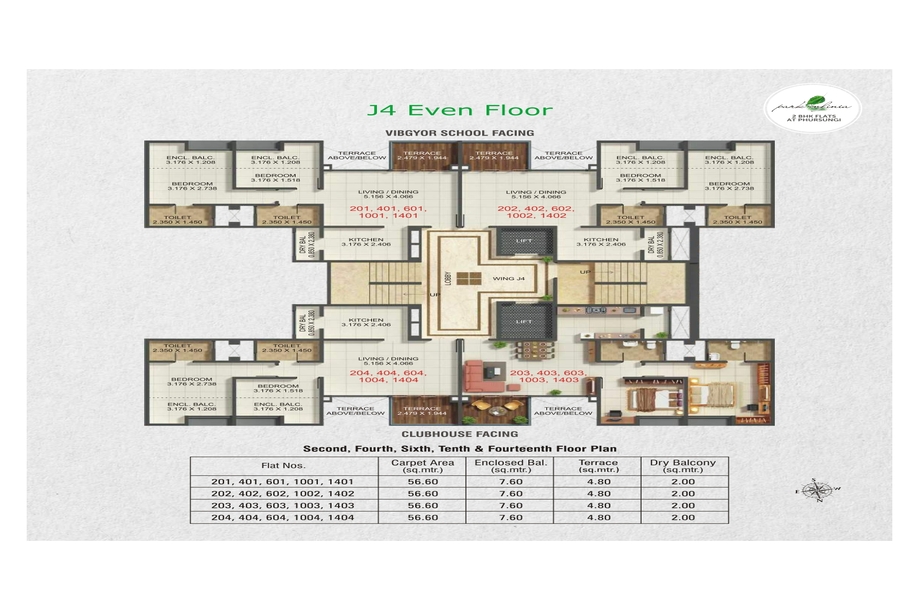 J4 Even Floor
2 BHK FLATS
AT PHURSUNGI
VIBGYOR SCHOOL FACING
ENCL. BALC.
3.176 X 1.208
ENCL. BALC.
3.176 X 1.208
TERRACE
ABOVE/BELOW
TERRACE
2.479 X 1.944
TERRACE
2.479 X 1.944
TERRACE
ABOVE/BELOW
ENCL. BALC.
3.176 X 1.208
ENCL. BALC.
3.176 X 1.208
BEDROOM
3.176 X 2.738
BEDROOM
3.176 X 1.518
LIVING / DINING
5.156 X 4.066
LIVING / DINING
5.156 X 4.066
BEDROOM
3.176 X 1.518
BEDROOM
3.176 X 2.738
201, 401, 601,
1001, 1401
202, 402, 602,
1002, 1402
TOILET
2.350 X 1.450
TOILET
2.350 X 1.450
TOILET
2.350 X 1.450
TOILET
2.350 X 1.450
DRY BAL
0.850 X 2.360
KITCHEN
3.176 X 2.406
LIFT
KITCHEN
3.176 X 2.406
DRY BAL
0.850 X 2.360
LOBBY
WING J4
UP
UP
DRY BAL
0.850 X 2.360
KITCHEN
3.176 X 2.406
LIFT
TOILET
2.350 X 1.450
TOILET
2.350 X 1.450
LIVING / DINING
5.156 X 4.066
204, 404, 604,
1004, 1404
203, 403, 603,
1003, 1403
BEDROOM
3.176 X 2.738
BEDROOM
3.176 X 1.518
ENCL. BALC.
3.176 X 1.208
ENCL. BALC.
3.176 X 1.208
TERRACE
ABOVE/BELOW
TERRACE
2.479 X 1.944
TERRACE
ABOVE/BELOW
CLUBHOUSE FACING
Second, Fourth, Sixth, Tenth & Fourteenth Floor Plan
Flat Nos. Carpet Area (sq.mtr.) Enclosed Bal. (sq.mtr.) Terrace (sq.mtr.) Dry Balcony (sq.mtr.)
201, 401, 601, 1001, 1401 56.60 7.60 4.80 2.00
202, 402, 602, 1002, 1402 56.60 7.60 4.80 2.00
203, 403, 603, 1003, 1403 56.60 7.60 4.80 2.00
204, 404, 604, 1004, 1404 56.60 7.60 4.80 2.00
S
E W
N